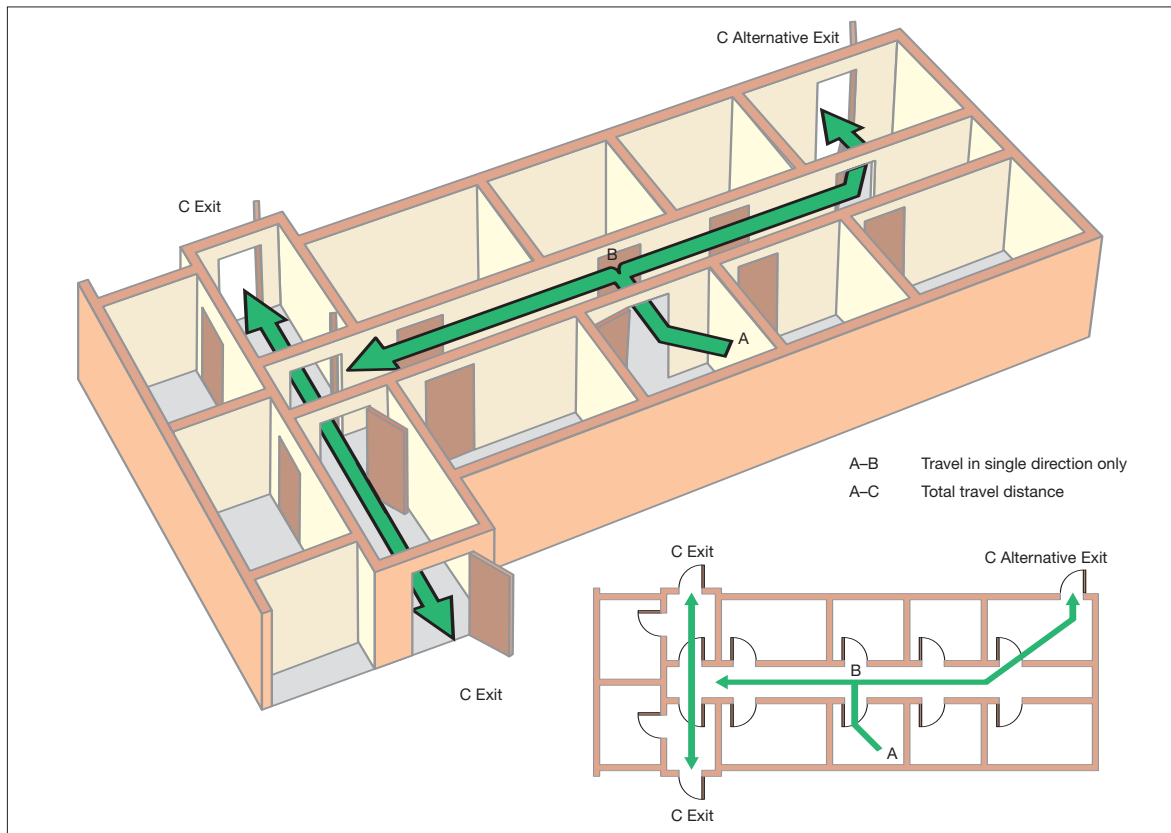 C Alternative Exit
C Exit
B
A
A–B Travel in single direction only
A–C Total travel distance
C Exit
C Exit
C Alternative Exit
B
A
C Exit